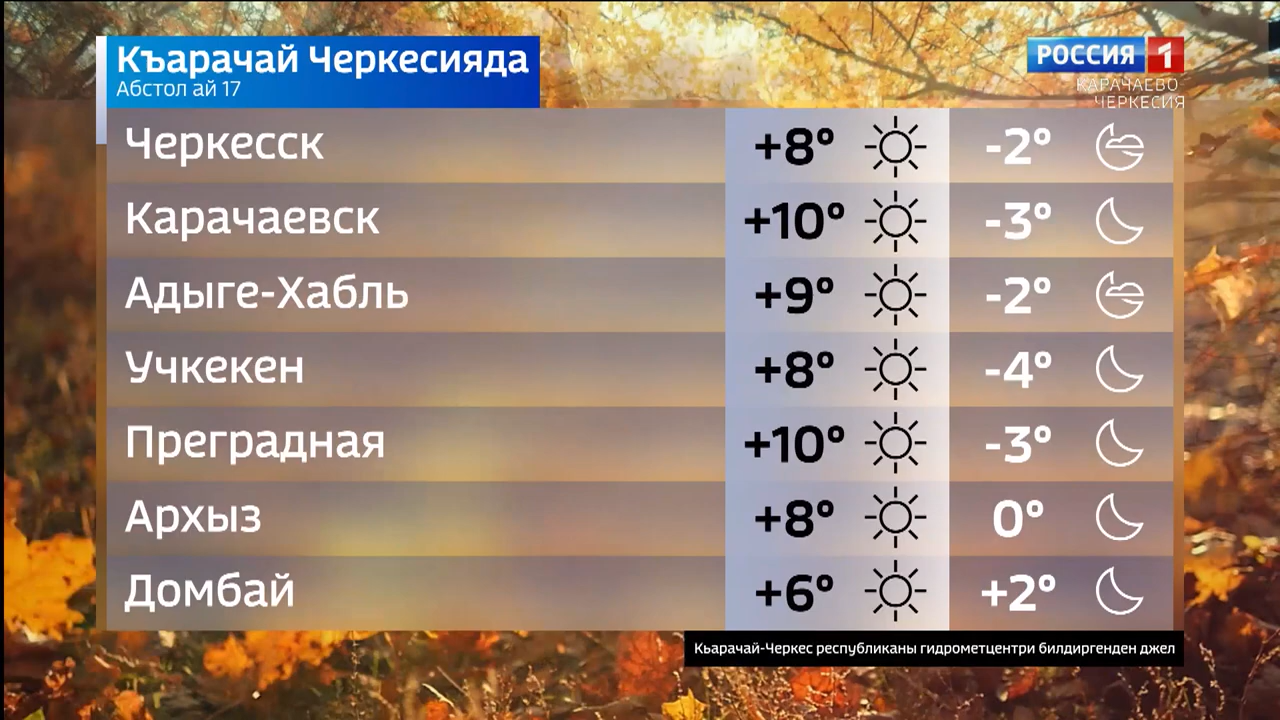 Къарачай Черкесияда
Абстол ай 17
РОССИЯ 1
КАРАЧАЕВО
ЧЕРКЕСИЯ
Черкесск +8° -2°
Карачаевск +10° -3°
Адыге-Хабль +9° -2°
Учкекен +8° -4°
Преградная +10° -3°
Архыз +8° 0°
Домбай +6° +2°
Кьарачай-Черкес республиканы гидрометцентри билдиргенден джел